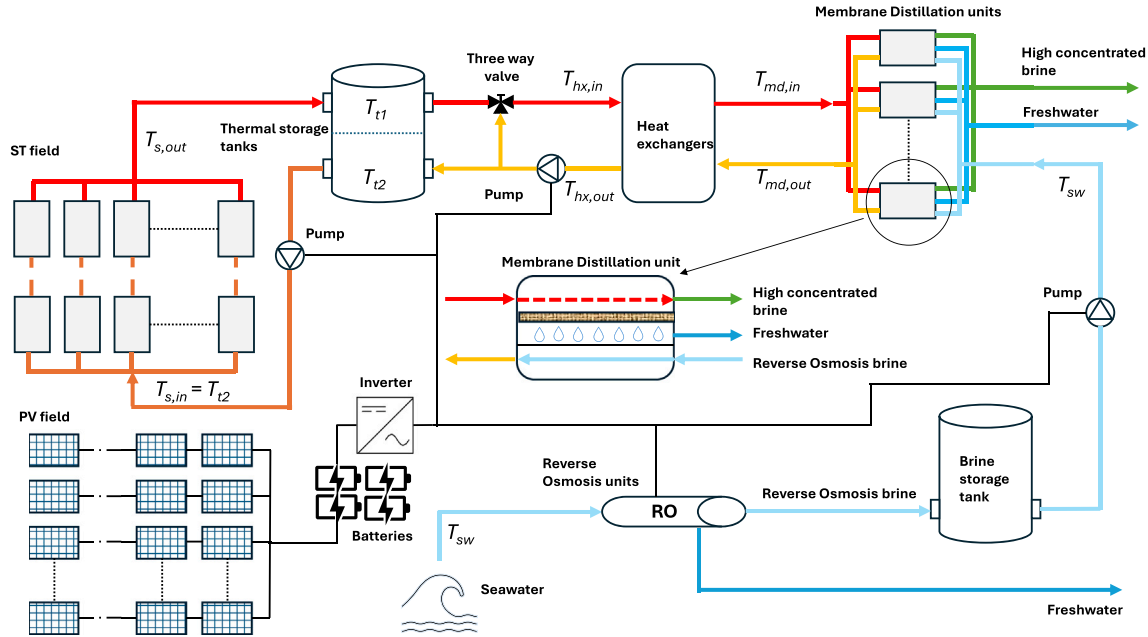 Membrane Distillation units
Three way
valve
T_hx,in
T_md,in
High concentrated
brine
T_t1
Thermal storage
tanks
T_s,out
ST field
Heat
exchangers
Freshwater
T_t2
Pump
T_hx,out
T_md,out
T_sw
Pump
Membrane Distillation unit
High concentrated
brine
Freshwater
Reverse Osmosis brine
Pump
T_s,in = T_t2
Inverter
PV field
Reverse
Osmosis units
Reverse Osmosis brine
Brine
storage
tank
RO
Batteries
T_sw
Seawater
Freshwater